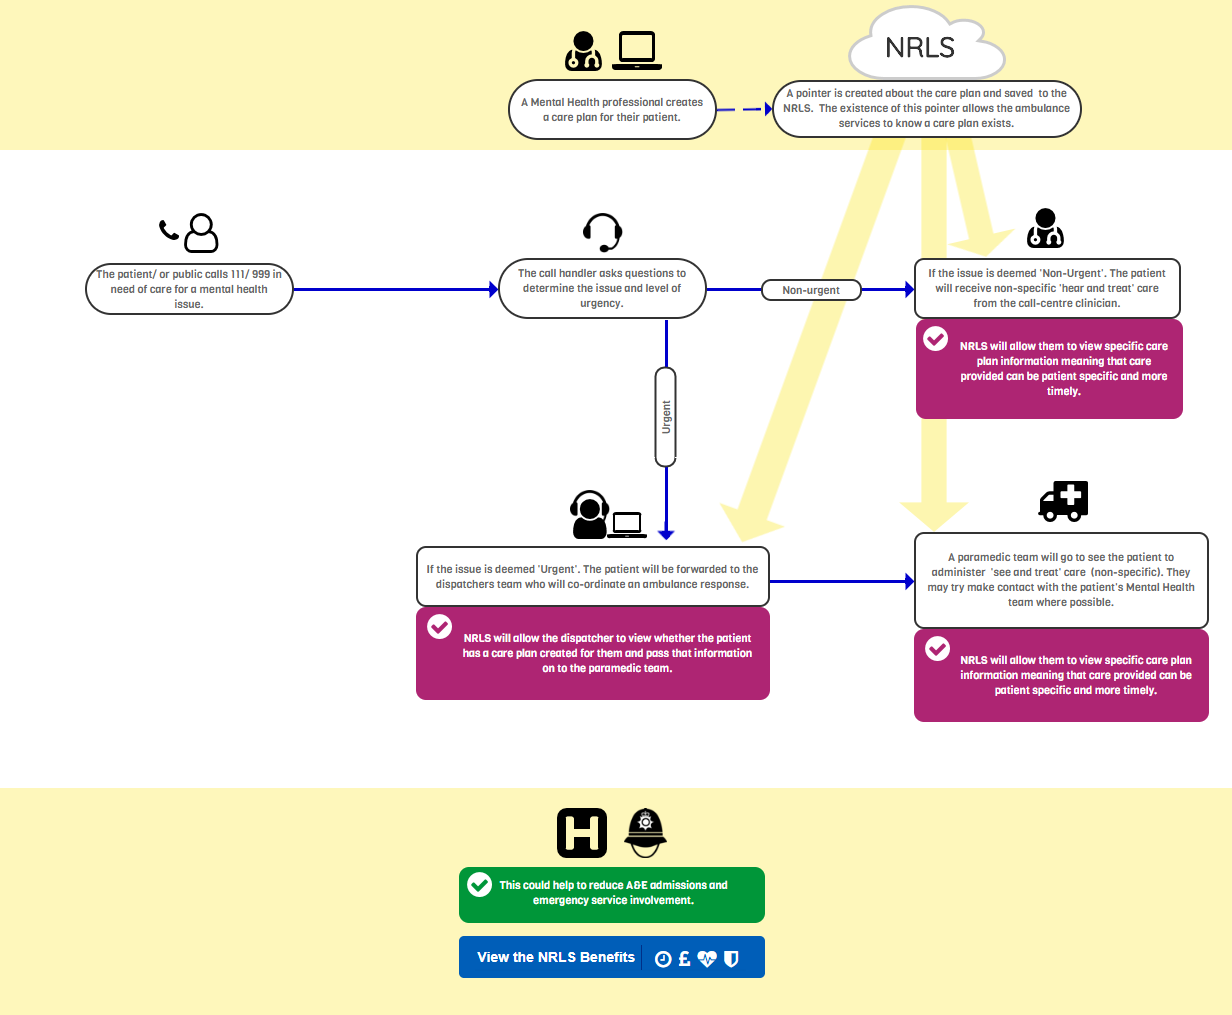 NRLS
A Mental Health professional creates
a care plan for their patient.
A pointer is created about the care plan and saved to the
NRLS. The existence of this pointer allows the ambulance
services to know a care plan exists.
The patient/ or public calls 111/ 999 in
need of care for a mental health
issue.
The call handler asks questions to
determine the issue and level of
urgency.
Non-urgent
If the issue is deemed 'Non-Urgent'. The patient
will receive non-specific 'hear and treat' care
from the call-centre clinician.
NRLS will allow them to view specific care
plan information meaning that care
provided can be patient specific and more
timely.
Urgent
If the issue is deemed 'Urgent'. The patient will be forwarded to the
dispatchers team who will co-ordinate an ambulance response.
NRLS will allow the dispatcher to view whether the patient
has a care plan created for them and pass that information
on to the paramedic team.
A paramedic team will go to see the patient to
administer 'see and treat' care (non-specific). They
may try make contact with the patient's Mental Health
team where possible.
NRLS will allow them to view specific care plan
information meaning that care provided can be
patient specific and more timely.
H
This could help to reduce A&E admissions and
emergency service involvement.
View the NRLS Benefits £